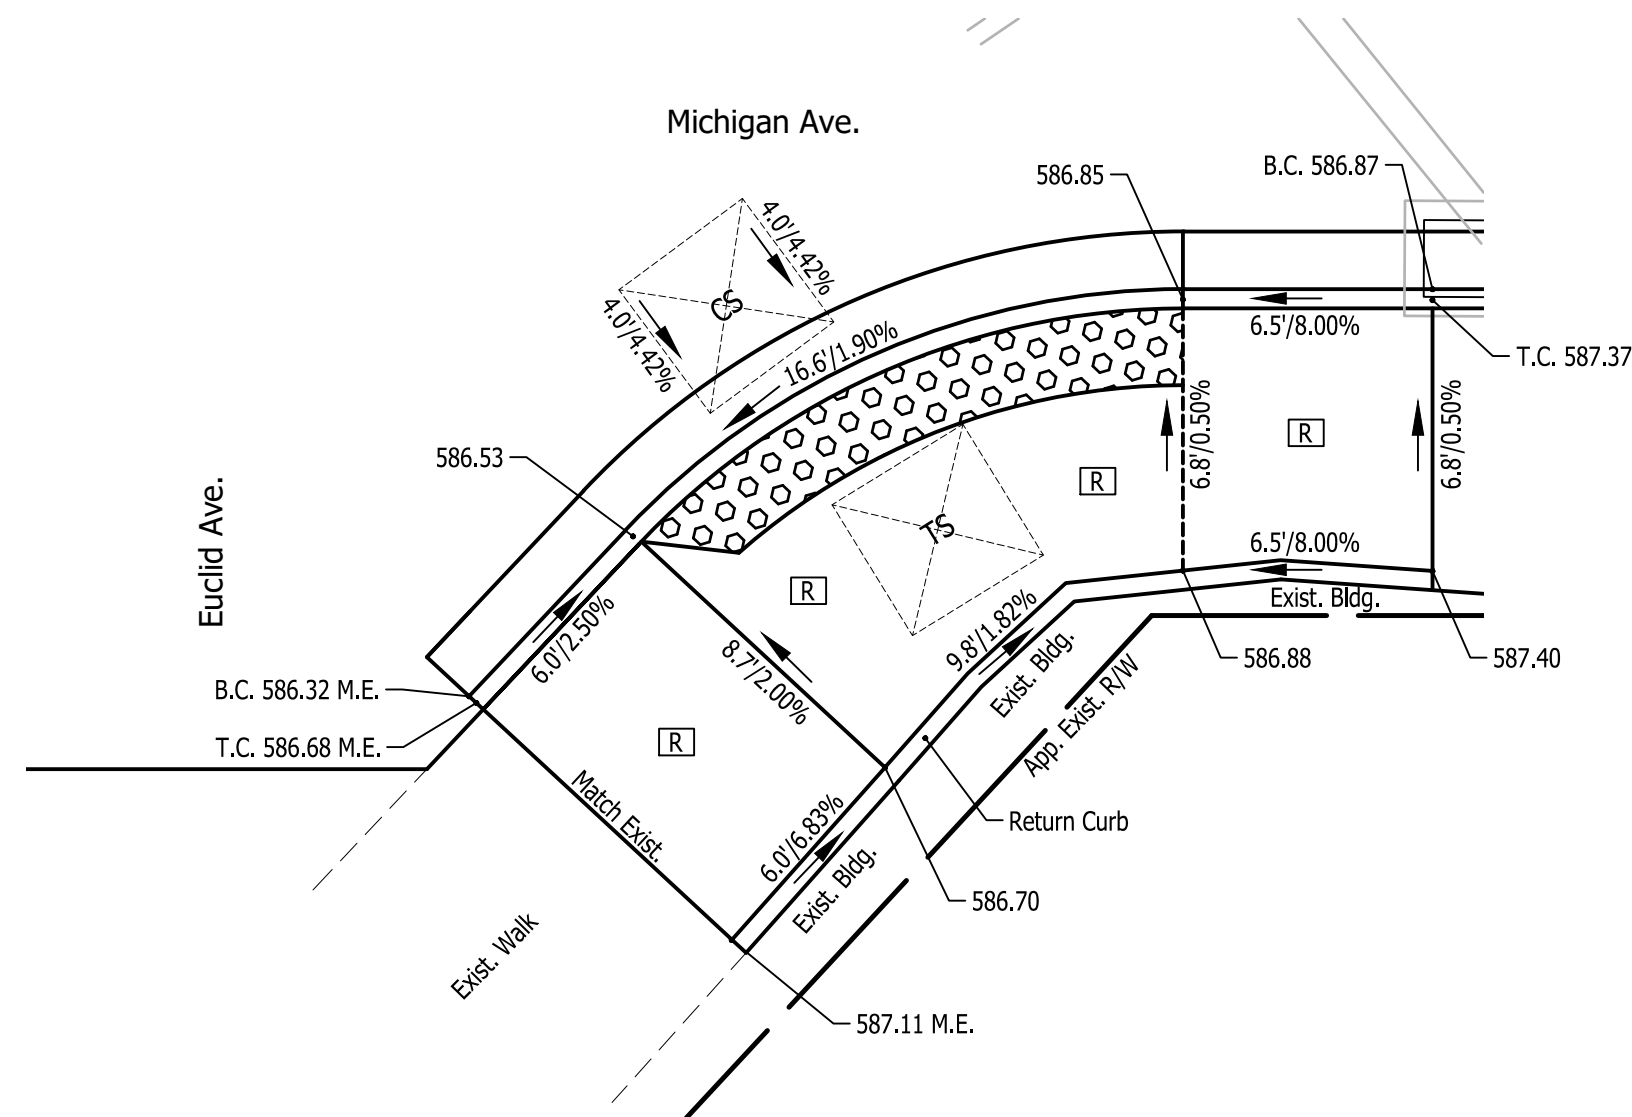 Michigan Ave.
B.C. 586.87
586.85
4.0'/4.42%
CS
4.0'/4.42%
6.5'/8.00%
16.6'/1.90%
T.C. 587.37
6.8'/0.50%
6.8'/0.50%
R
586.53
R
Euclid Ave.
TS
6.5'/8.00%
R
Exist. Bldg.
6.0'/2.50%
9.8'/1.82%
8.7'/2.00%
586.88
587.40
B.C. 586.32 M.E.
Exist. Bldg.
App. Exist. R/W
T.C. 586.68 M.E.
R
Match Exist.
Return Curb
6.0'/6.83%
Exist. Bldg.
586.70
Exist. Walk
587.11 M.E.